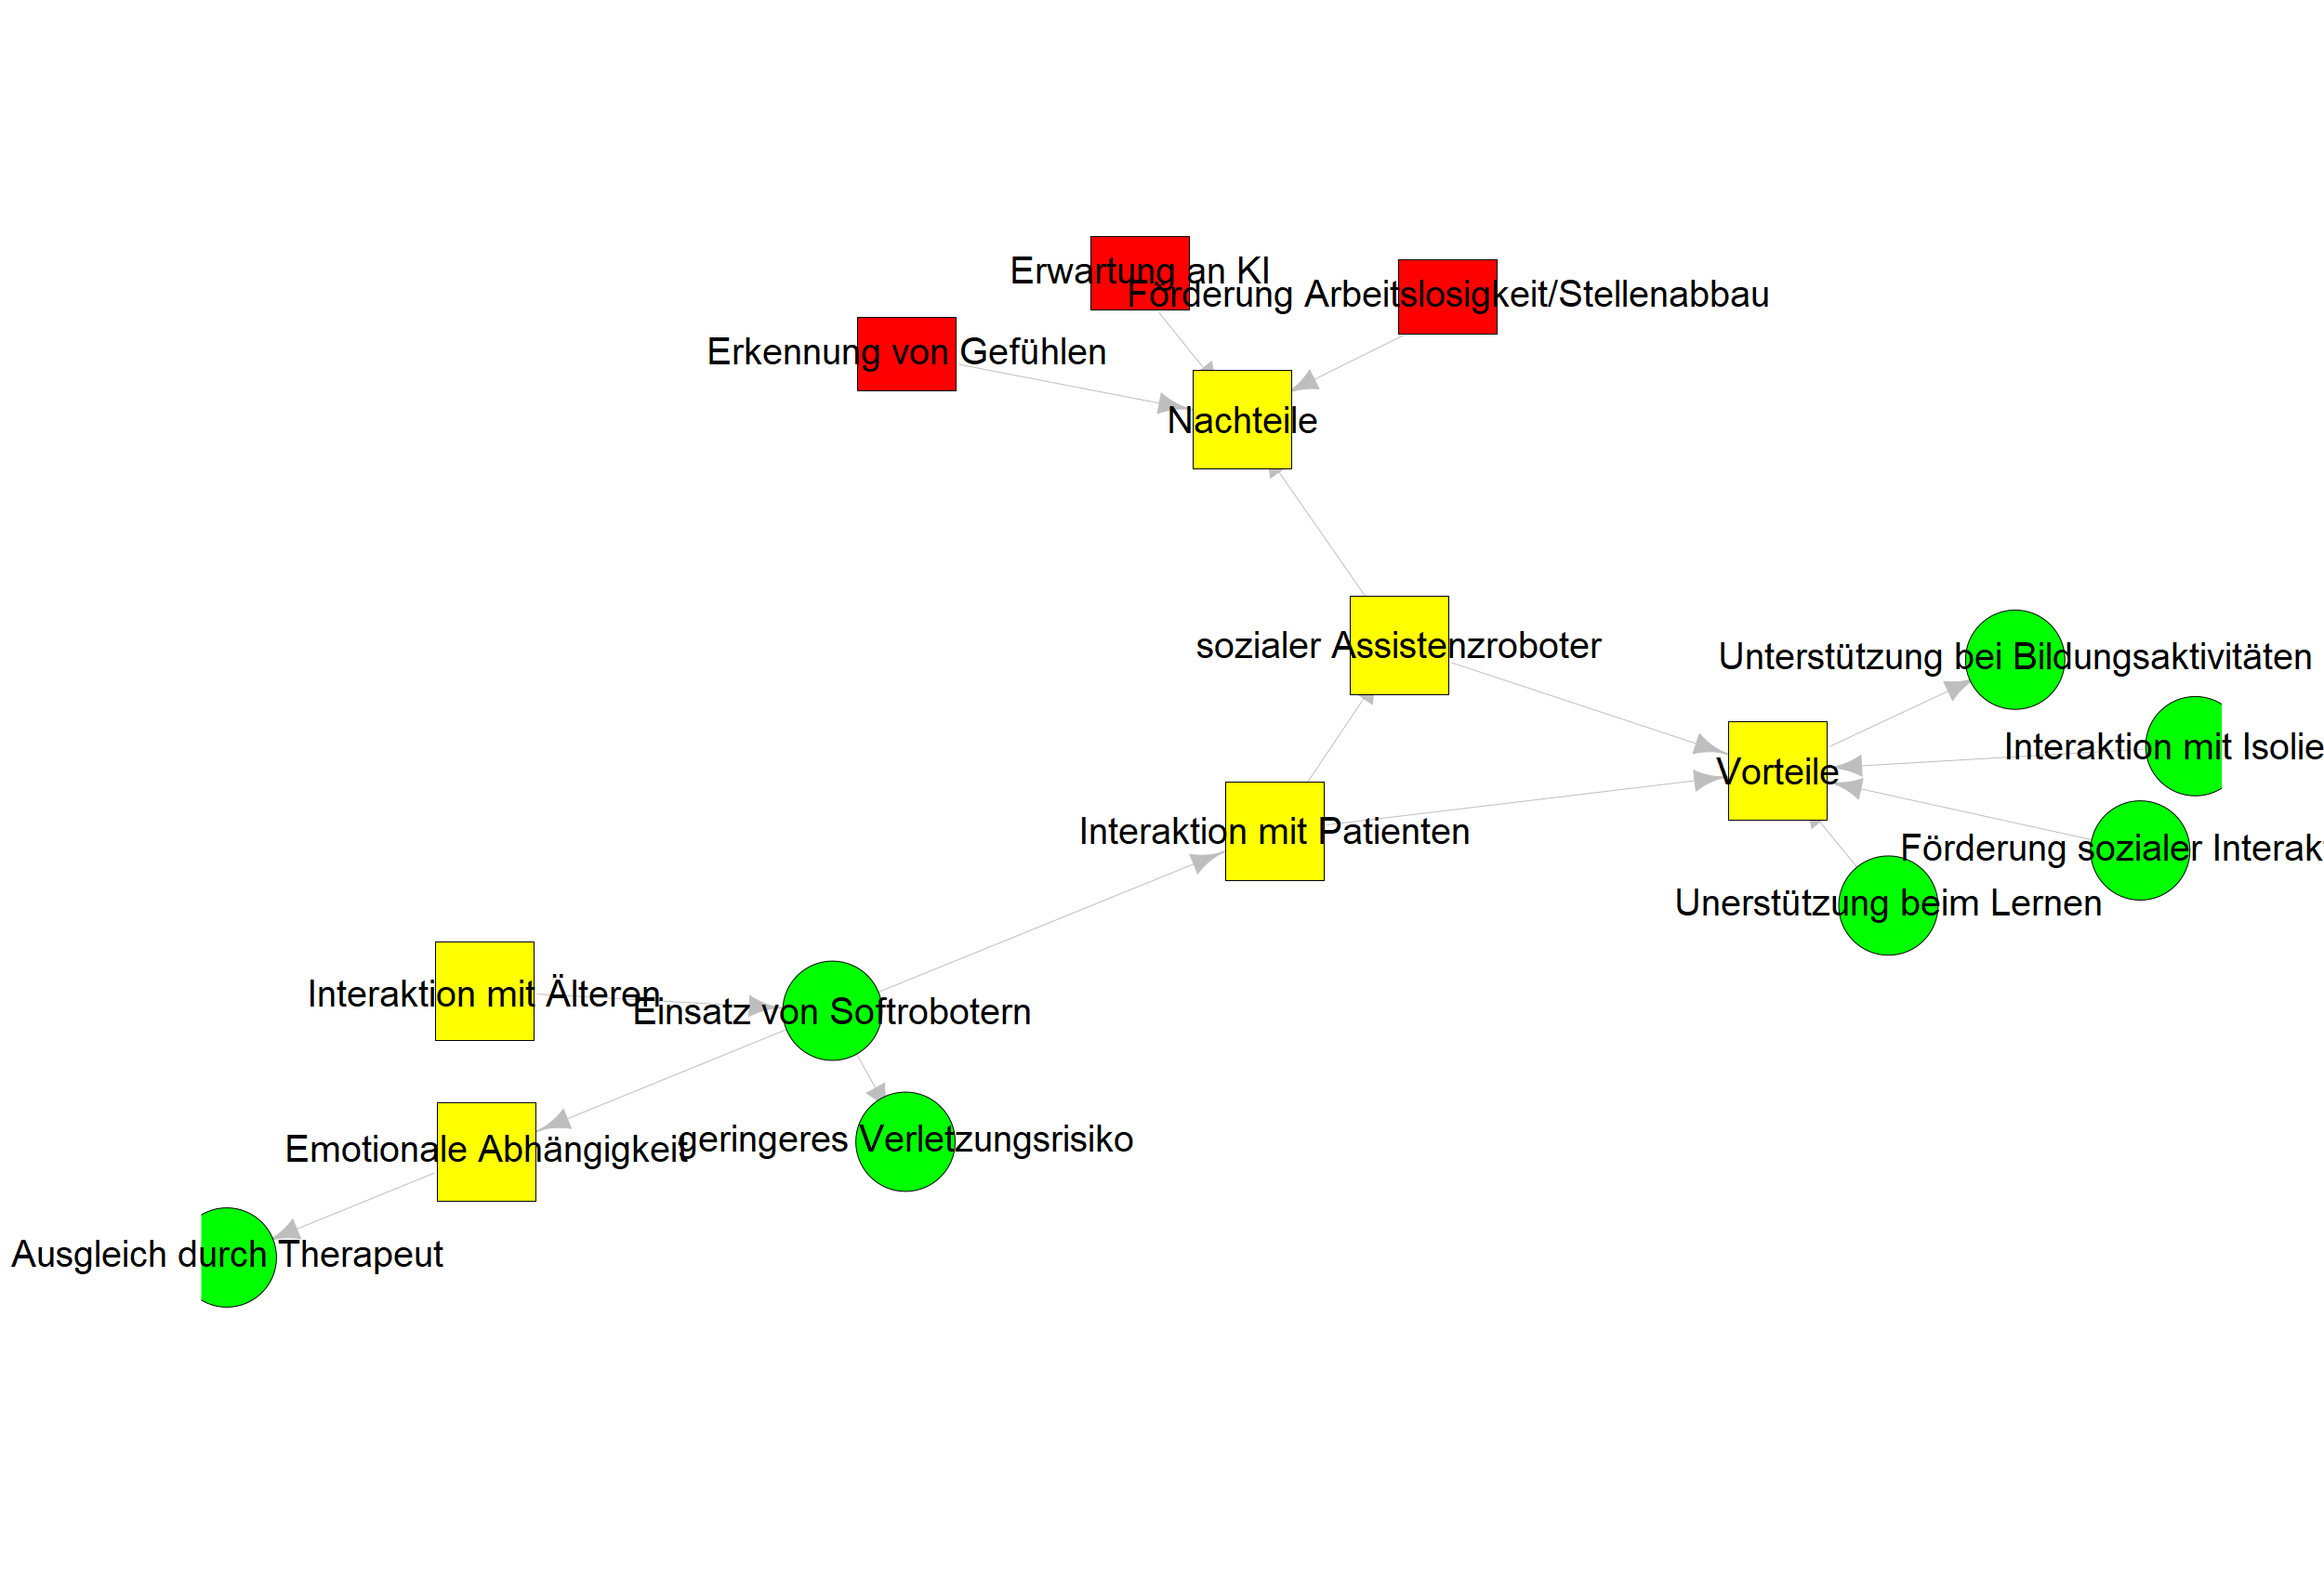 Erwartung an KI
Förderung Arbeitslosigkeit/Stellenabbau
Erkennung von Gefühlen
Nachteile
sozialer Assistenzroboter
Unterstützung bei Bildungsaktivitäten
Interaktion mit Isolie
Vorteile
Interaktion mit Patienten
Förderung sozialer Interak
Unerstützung beim Lernen
Interaktion mit Älteren
Einsatz von Softrobotern
Emotionale Abhängigkeit
geringeres Verletzungsrisiko
Ausgleich durch Therapeut